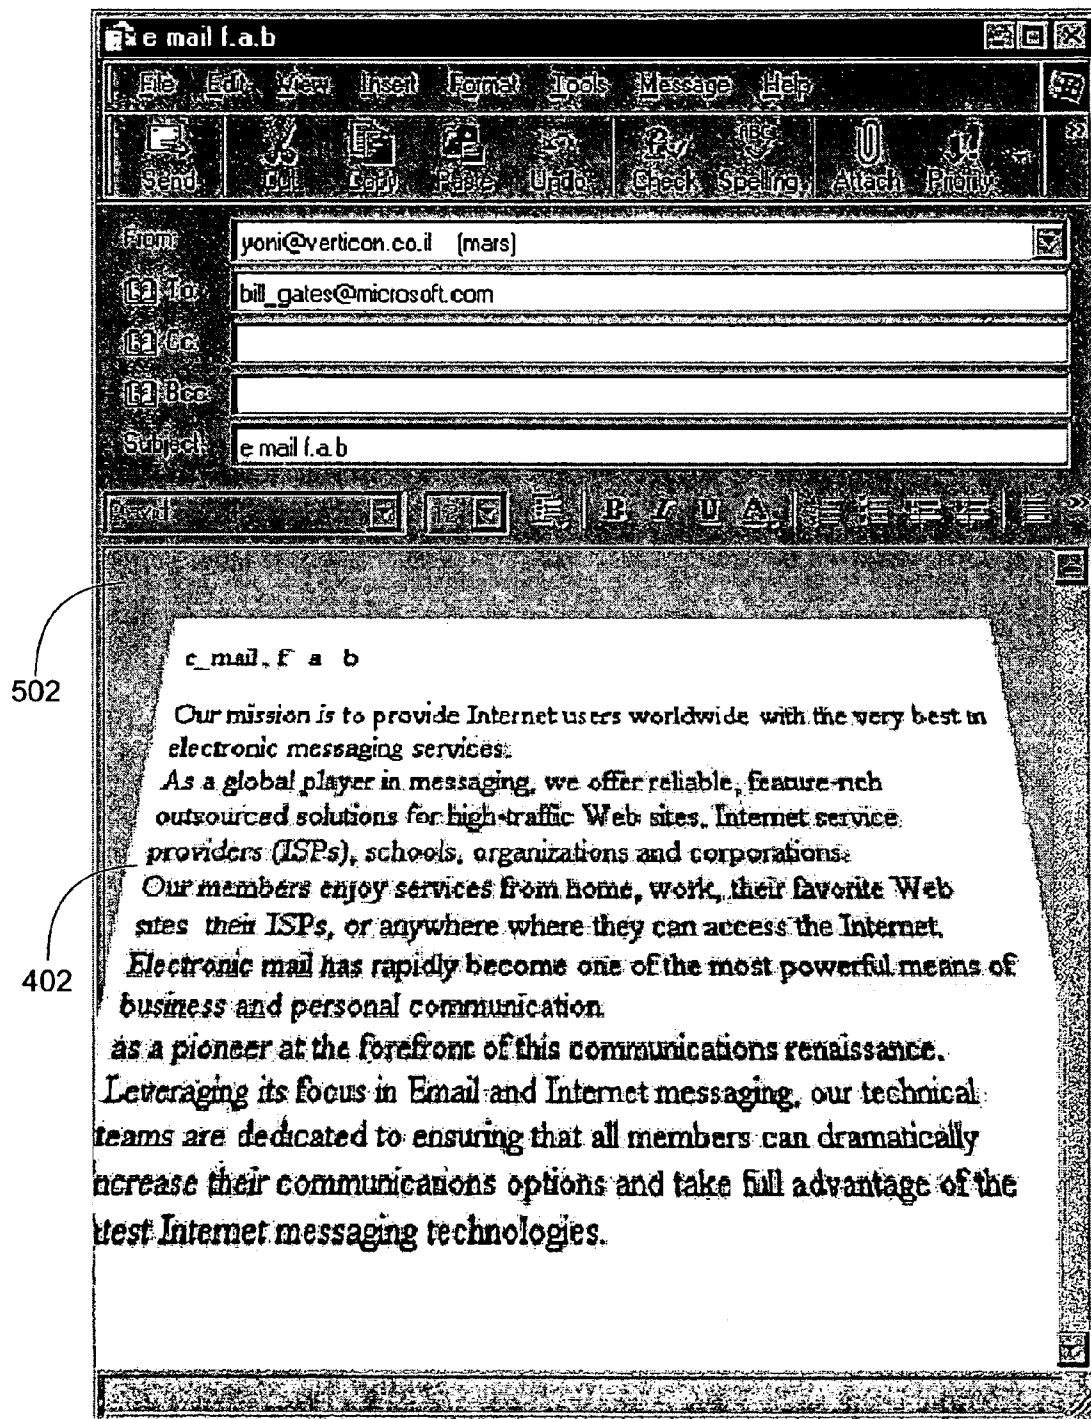 e mail f.a.b
File Edit View Insert Format Tools Message Help
Send Cut Copy Paste Undo Check Spelling Attach Priority
From: yoni@verticon.co.il (mars)
To: bill_gates@microsoft.com
Cc:
Bcc:
Subject: e mail f.a.b
David 12 B I U A
502
e_mail. f a b
Our mission is to provide Internet users worldwide with the very best in
electronic messaging services.
As a global player in messaging, we offer reliable, feature-rich
outsourced solutions for high-traffic Web sites, Internet service
providers (ISPs), schools, organizations and corporations.
402
Our members enjoy services from home, work, their favorite Web
sites their ISPs, or anywhere where they can access the Internet.
Electronic mail has rapidly become one of the most powerful means of
business and personal communication
as a pioneer at the forefront of this communications renaissance.
Leveraging its focus in Email and Internet messaging, our technical
teams are dedicated to ensuring that all members can dramatically
ncrease their communications options and take full advantage of the
test Internet messaging technologies.